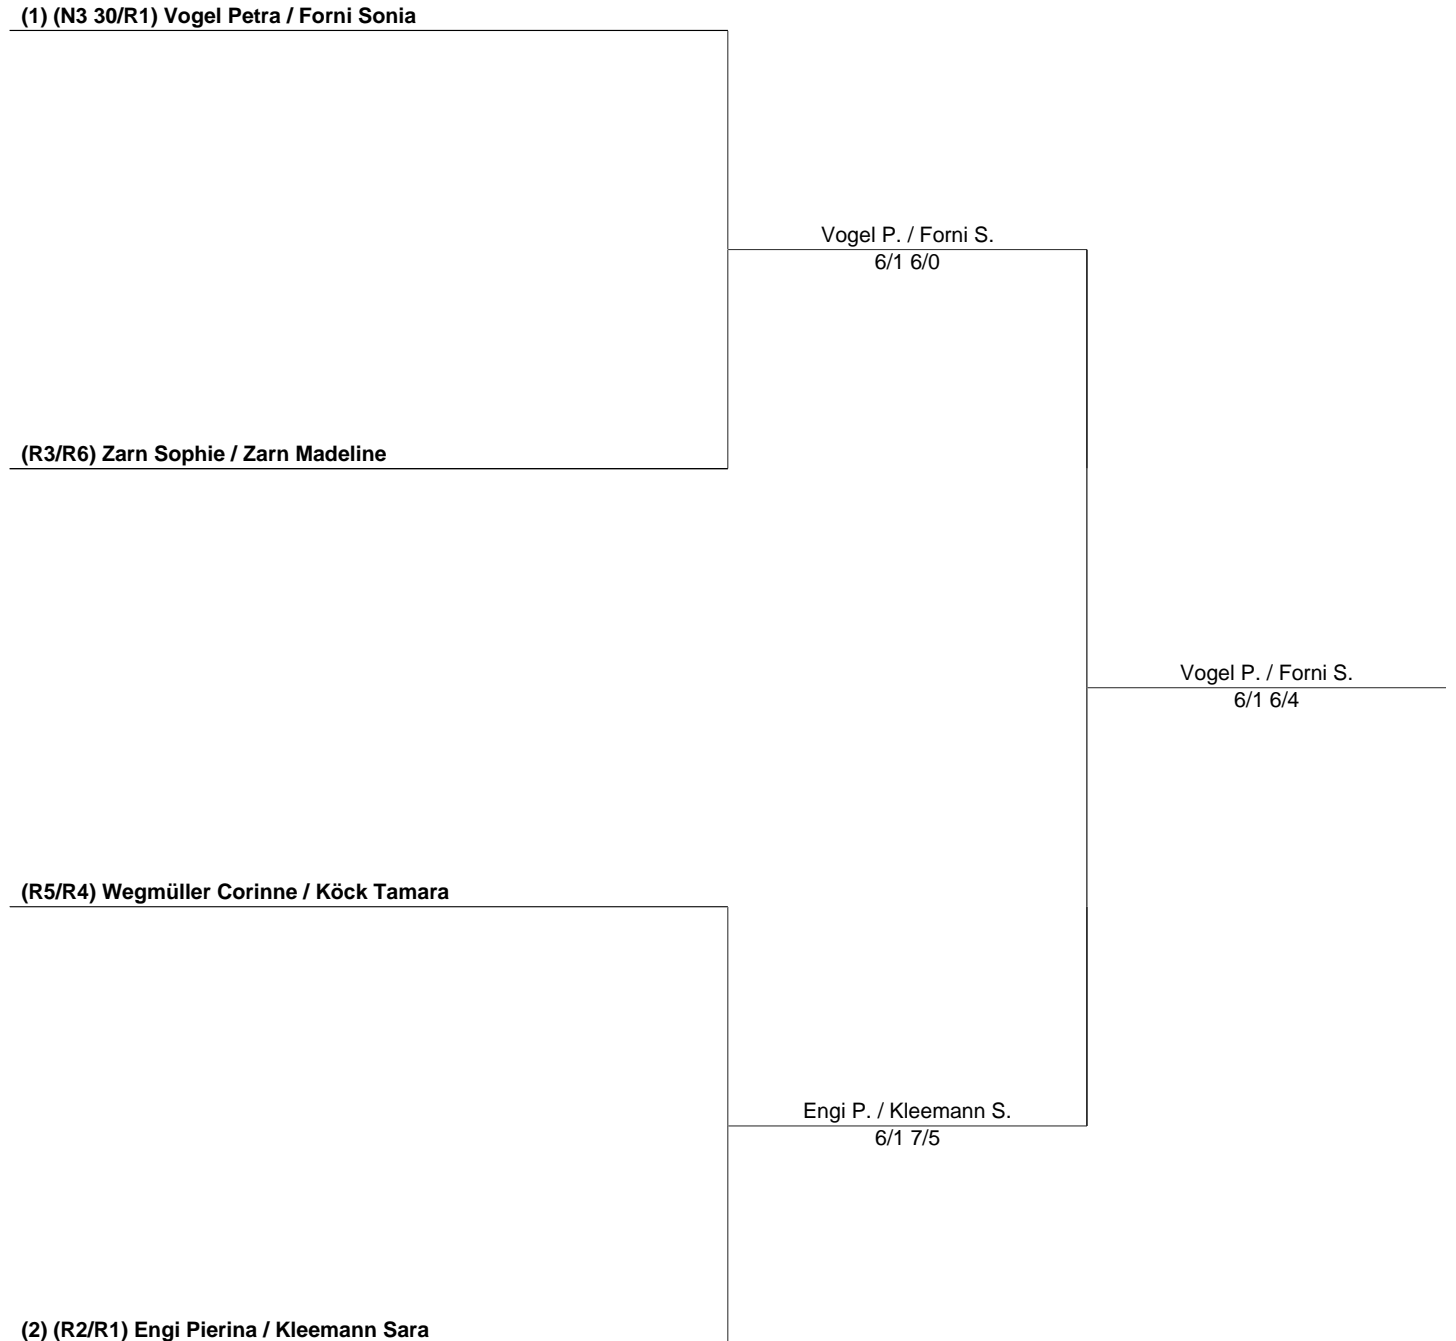 (1) (N3 30/R1) Vogel Petra / Forni Sonia
Vogel P. / Forni S.
6/1 6/0
(R3/R6) Zarn Sophie / Zarn Madeline
Vogel P. / Forni S.
6/1 6/4
(R5/R4) Wegmüller Corinne / Köck Tamara
Engi P. / Kleemann S.
6/1 7/5
(2) (R2/R1) Engi Pierina / Kleemann Sara